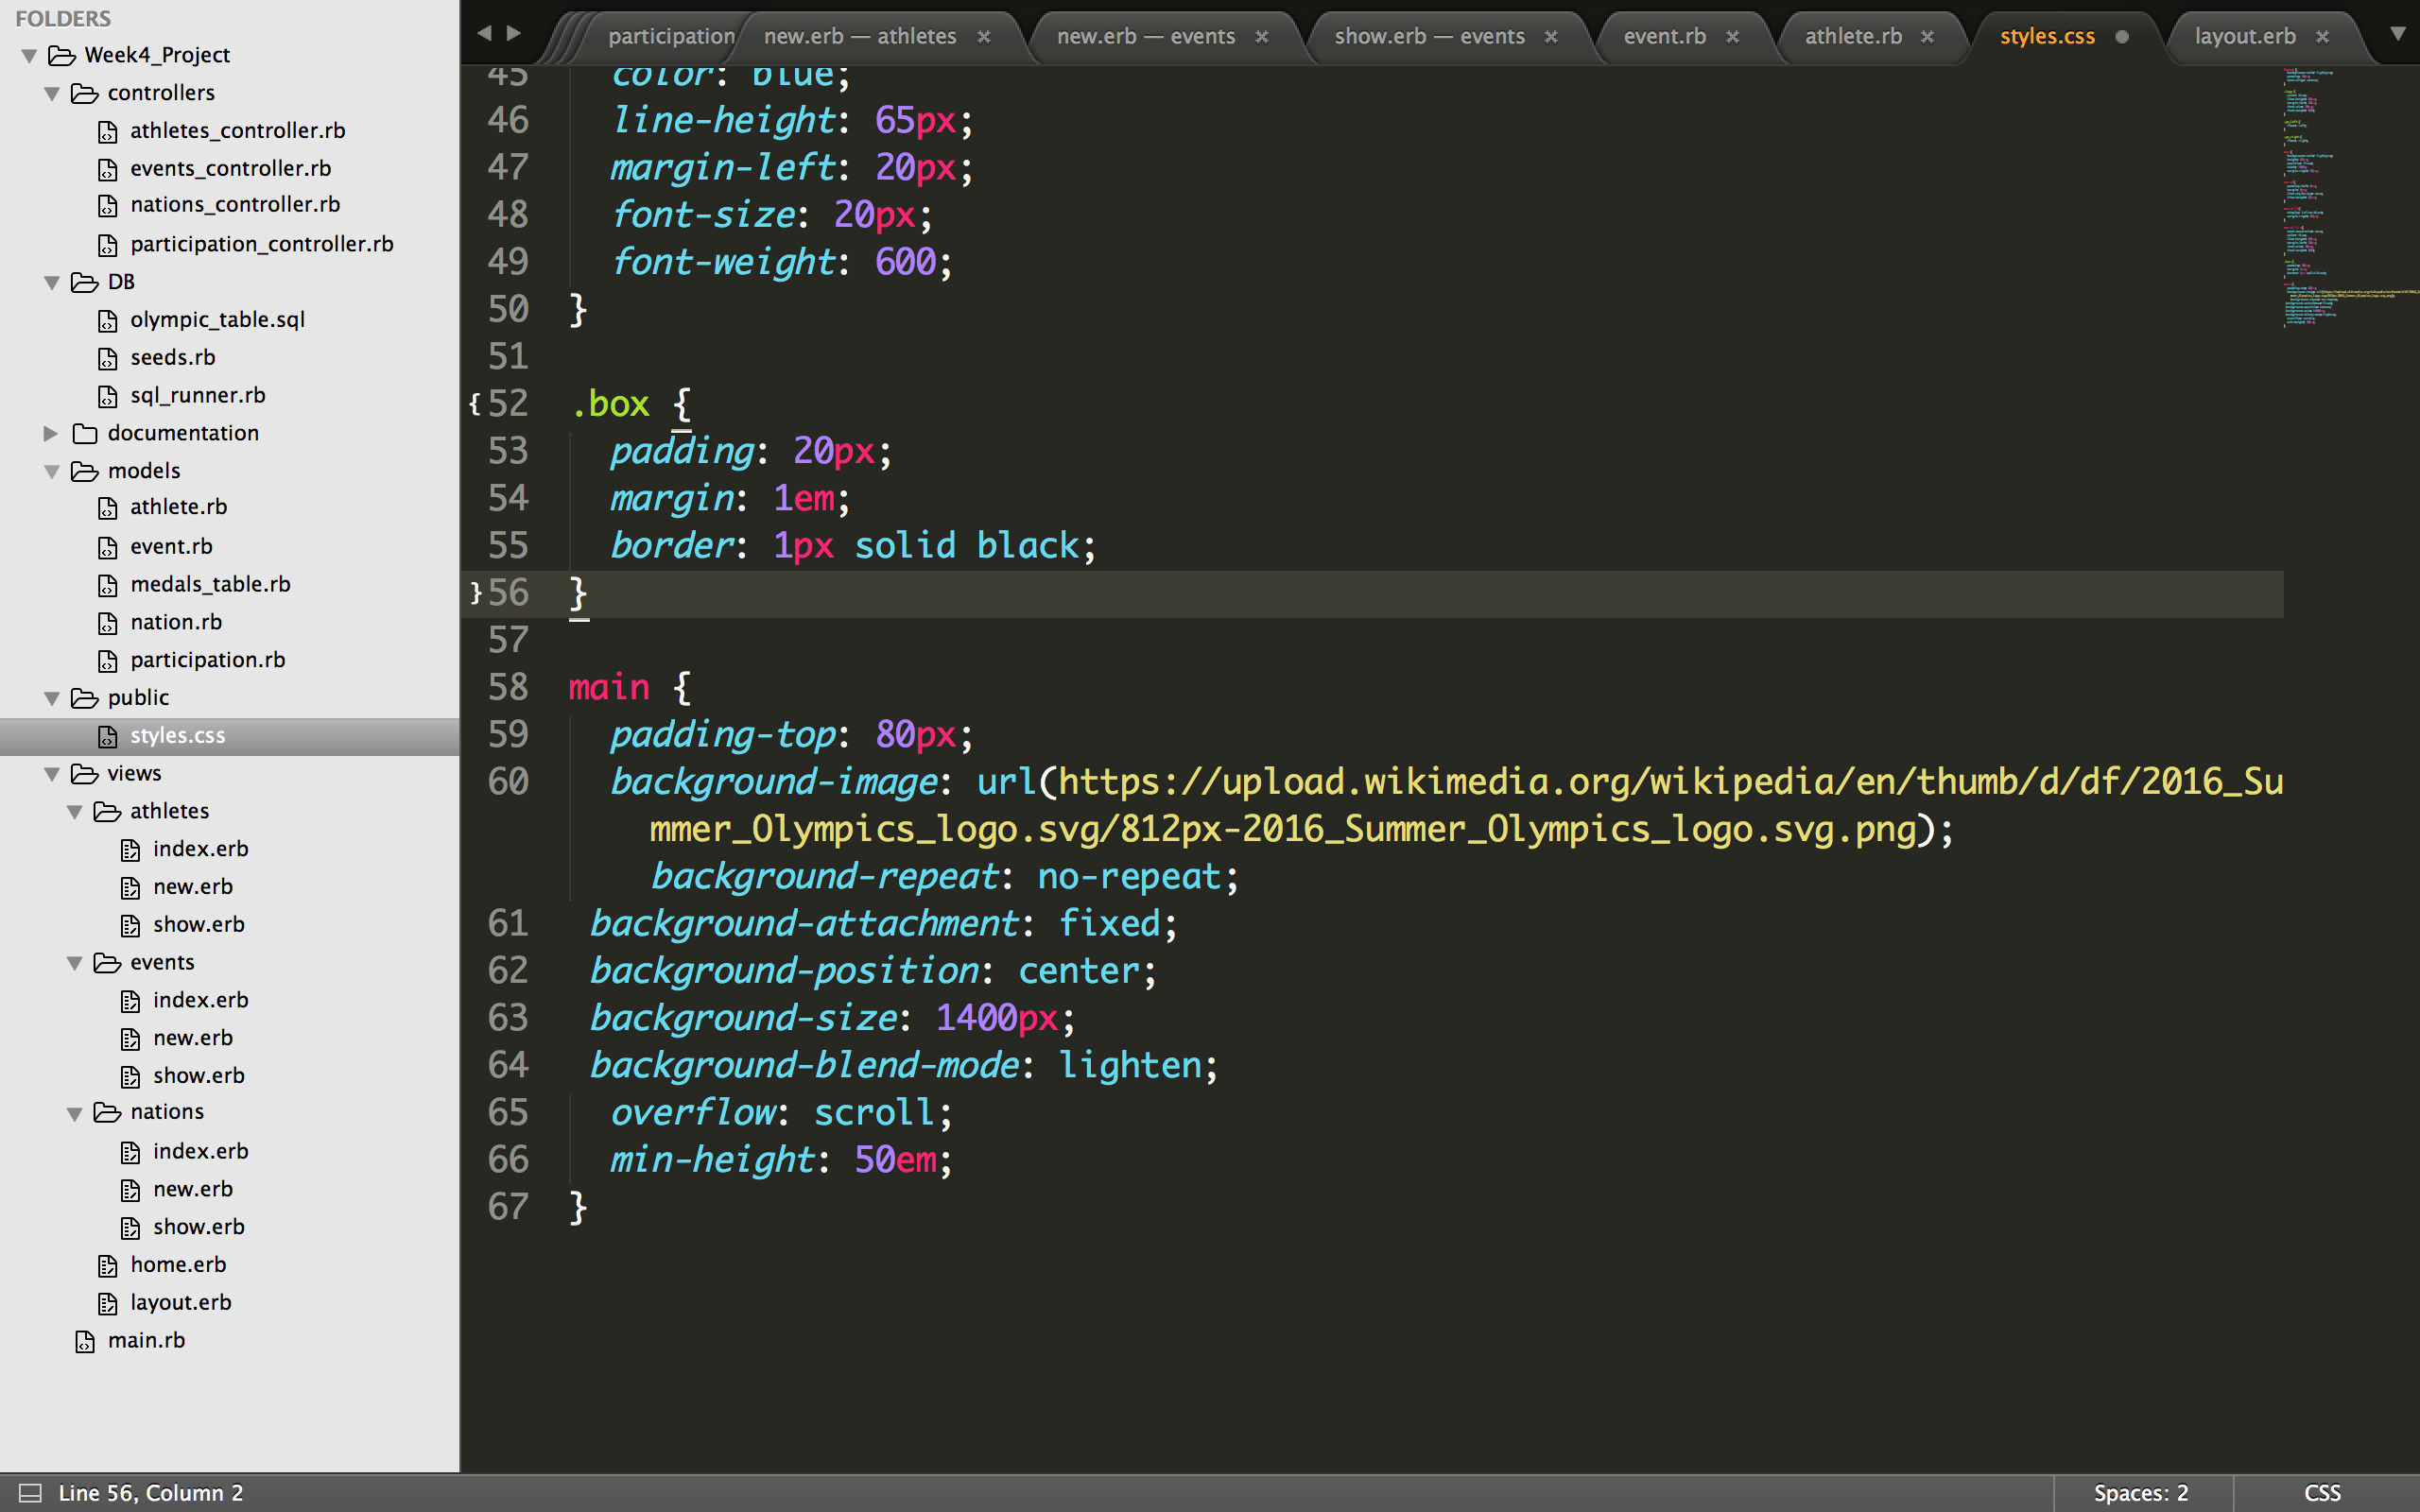 FOLDERS
Week4_Project
controllers
athletes_controller.rb
events_controller.rb
nations_controller.rb
participation_controller.rb
DB
olympic_table.sql
seeds.rb
sql_runner.rb
documentation
models
athlete.rb
event.rb
medals_table.rb
nation.rb
participation.rb
public
styles.css
views
athletes
index.erb
new.erb
show.erb
events
index.erb
new.erb
show.erb
nations
index.erb
new.erb
show.erb
home.erb
layout.erb
main.rb
participation new.erb — athletes × new.erb — events × show.erb — events × event.rb × athlete.rb × styles.css layout.erb ×
45 color: blue;
46 line-height: 65px;
47 margin-left: 20px;
48 font-size: 20px;
49 font-weight: 600;
50 }
51
{ 52 .box {
53 padding: 20px;
54 margin: 1em;
55 border: 1px solid black;
} 56 }
57
58 main {
59 padding-top: 80px;
60 background-image: url(https://upload.wikimedia.org/wikipedia/en/thumb/d/df/2016_Su
mmer_Olympics_logo.svg/812px-2016_Summer_Olympics_logo.svg.png);
background-repeat: no-repeat;
61 background-attachment: fixed;
62 background-position: center;
63 background-size: 1400px;
64 background-blend-mode: lighten;
65 overflow: scroll;
66 min-height: 50em;
67 }
Line 56, Column 2
Spaces: 2
CSS